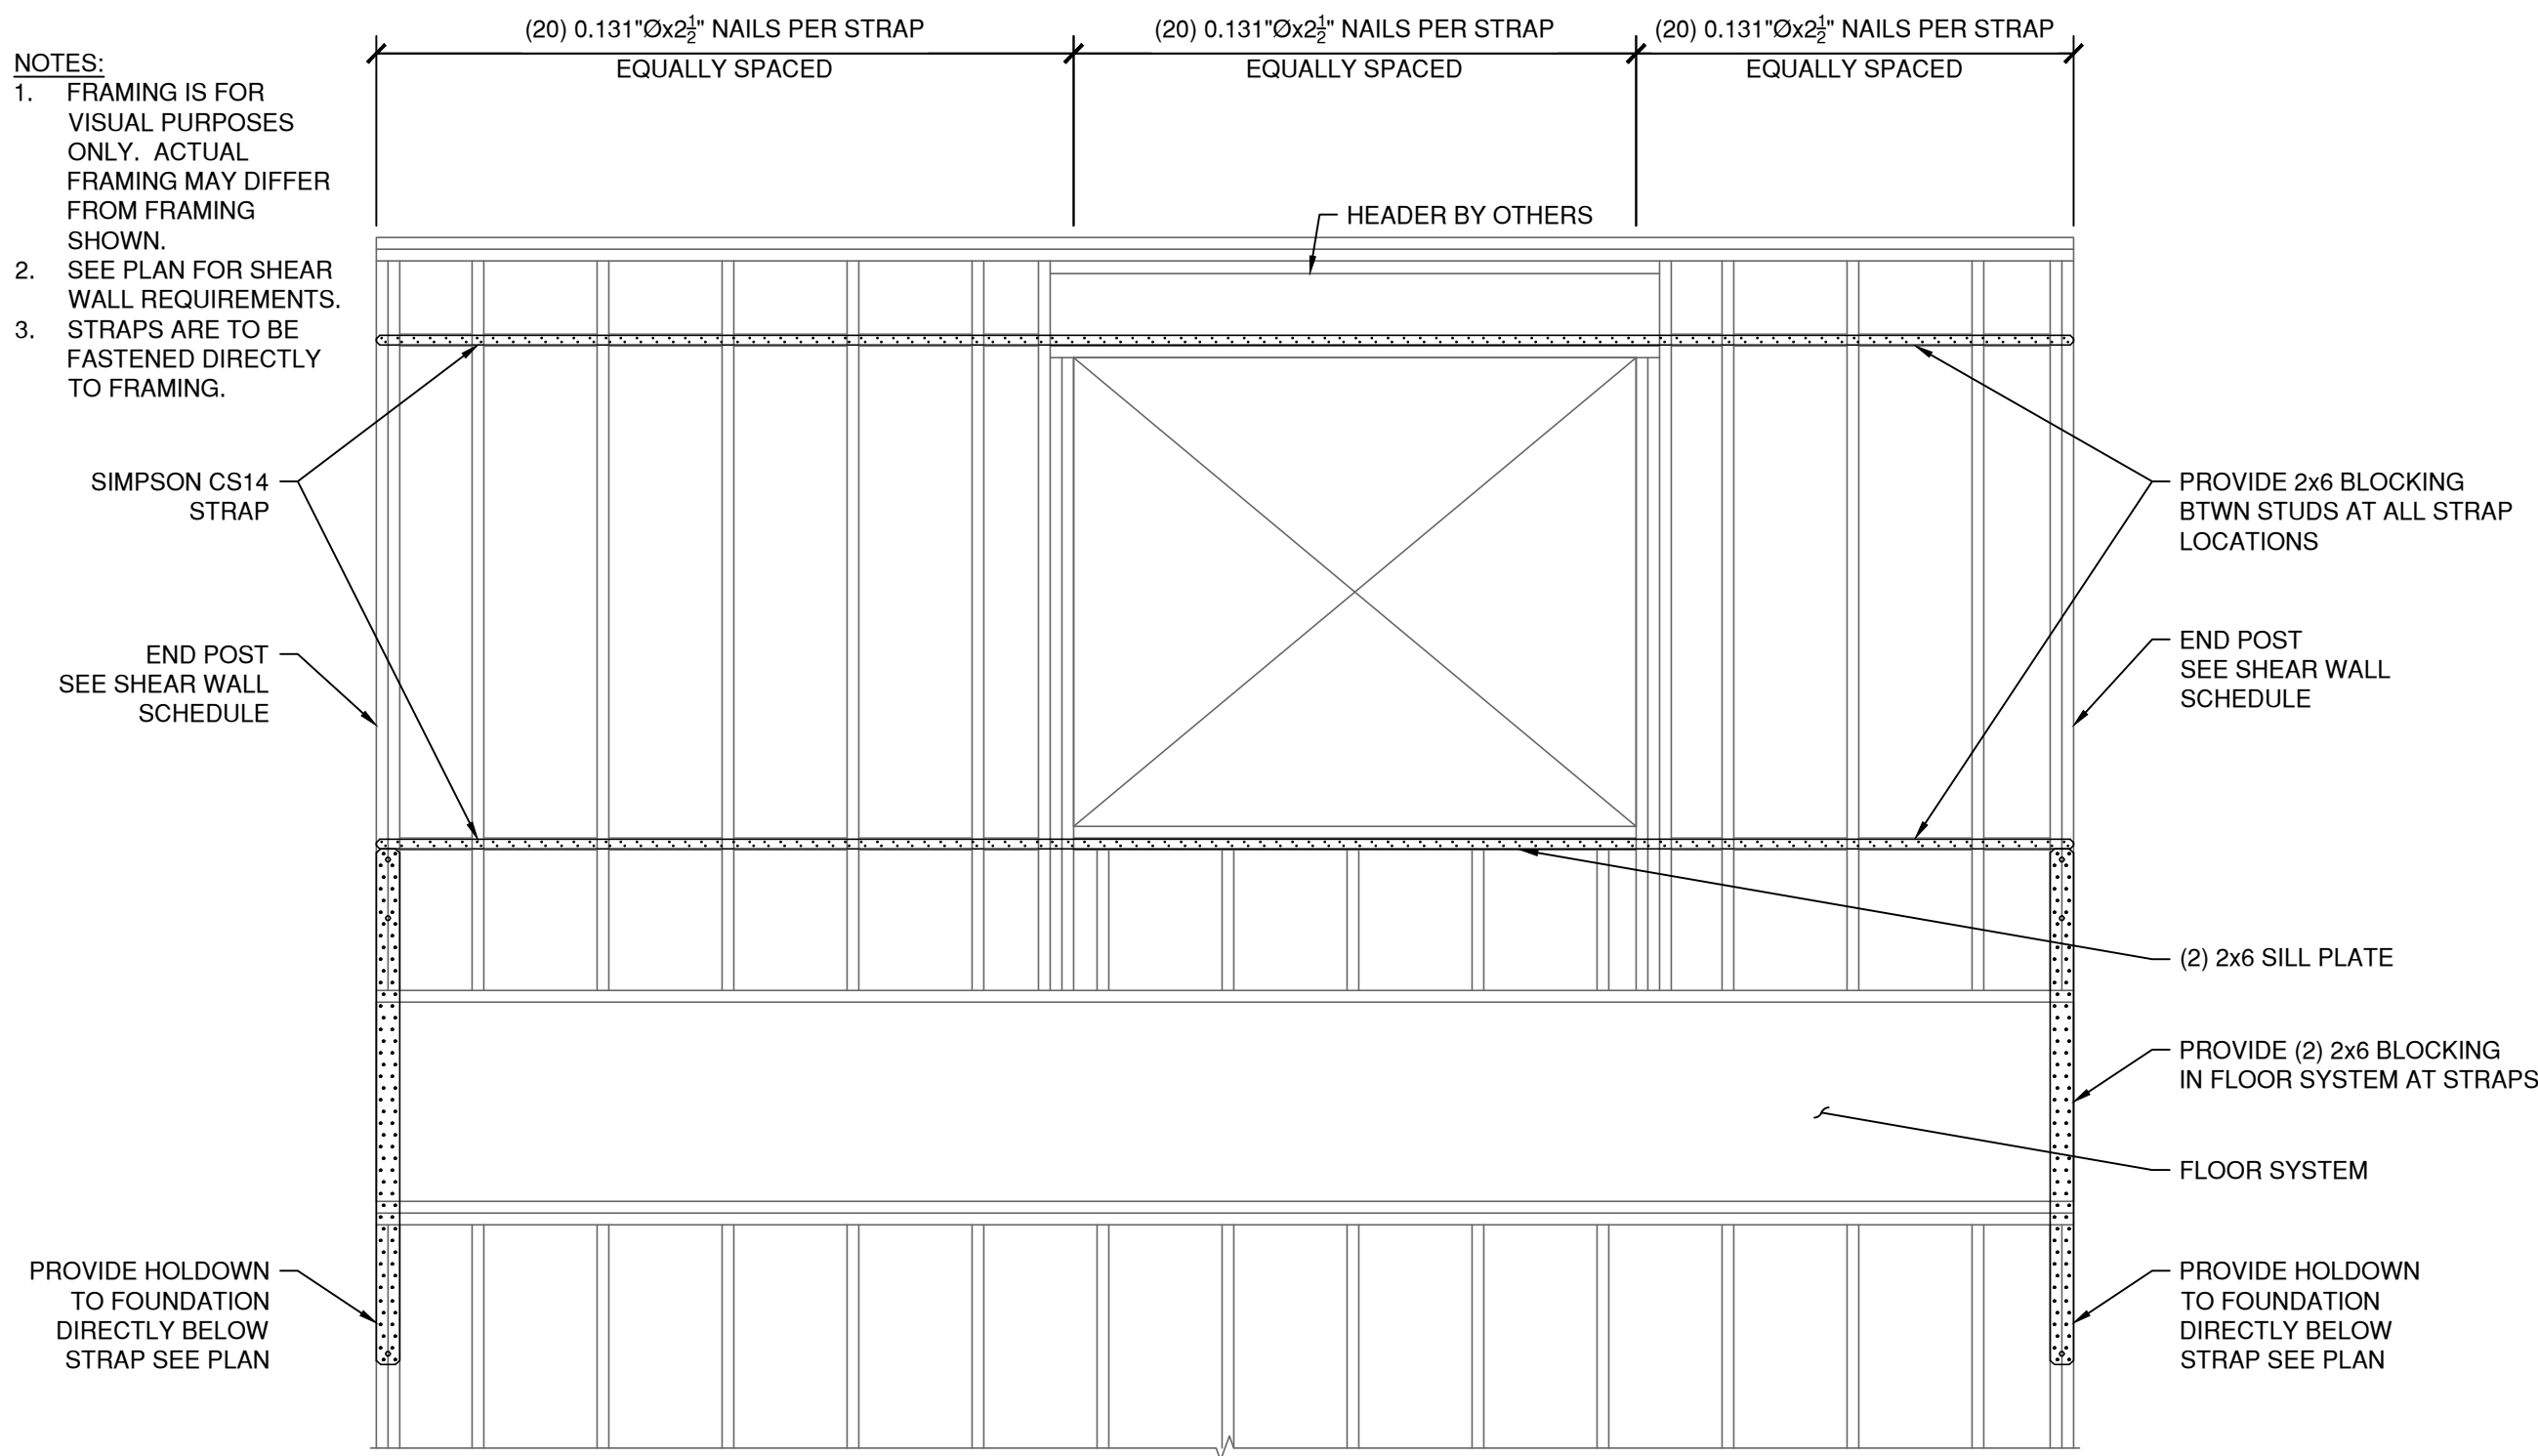 (20) 0.131"Øx2½" NAILS PER STRAP
EQUALLY SPACED
(20) 0.131"Øx2½" NAILS PER STRAP
EQUALLY SPACED
(20) 0.131"Øx2½" NAILS PER STRAP
EQUALLY SPACED
NOTES:
1. FRAMING IS FOR
VISUAL PURPOSES
ONLY. ACTUAL
FRAMING MAY DIFFER
FROM FRAMING
SHOWN.
2. SEE PLAN FOR SHEAR
WALL REQUIREMENTS.
3. STRAPS ARE TO BE
FASTENED DIRECTLY
TO FRAMING.
HEADER BY OTHERS
SIMPSON CS14
STRAP
PROVIDE 2x6 BLOCKING
BTWN STUDS AT ALL STRAP
LOCATIONS
END POST
SEE SHEAR WALL
SCHEDULE
END POST
SEE SHEAR WALL
SCHEDULE
(2) 2x6 SILL PLATE
PROVIDE (2) 2x6 BLOCKING
IN FLOOR SYSTEM AT STRAPS
FLOOR SYSTEM
PROVIDE HOLDOWN
TO FOUNDATION
DIRECTLY BELOW
STRAP SEE PLAN
PROVIDE HOLDOWN
TO FOUNDATION
DIRECTLY BELOW
STRAP SEE PLAN